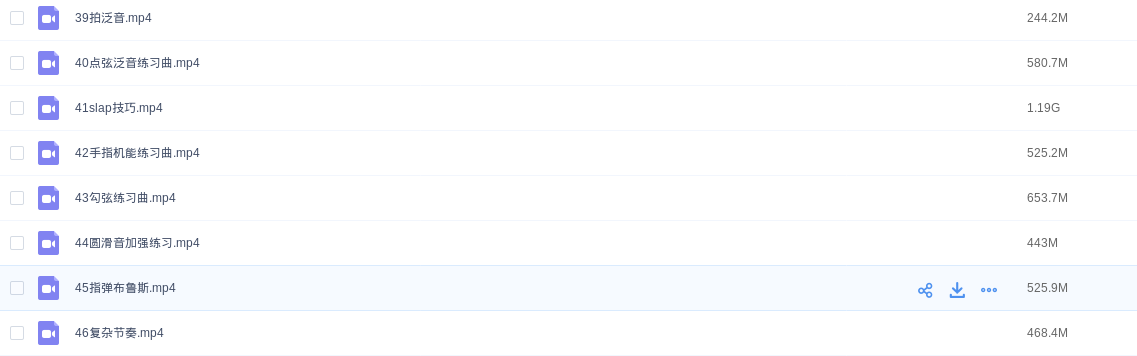 39拍泛音.mp4 244.2M
40点弦泛音练习曲.mp4 580.7M
41slap技巧.mp4 1.19G
42手指机能练习曲.mp4 525.2M
43勾弦练习曲.mp4 653.7M
44圆滑音加强练习.mp4 443M
45指弹布鲁斯.mp4 525.9M
46复杂节奏.mp4 468.4M